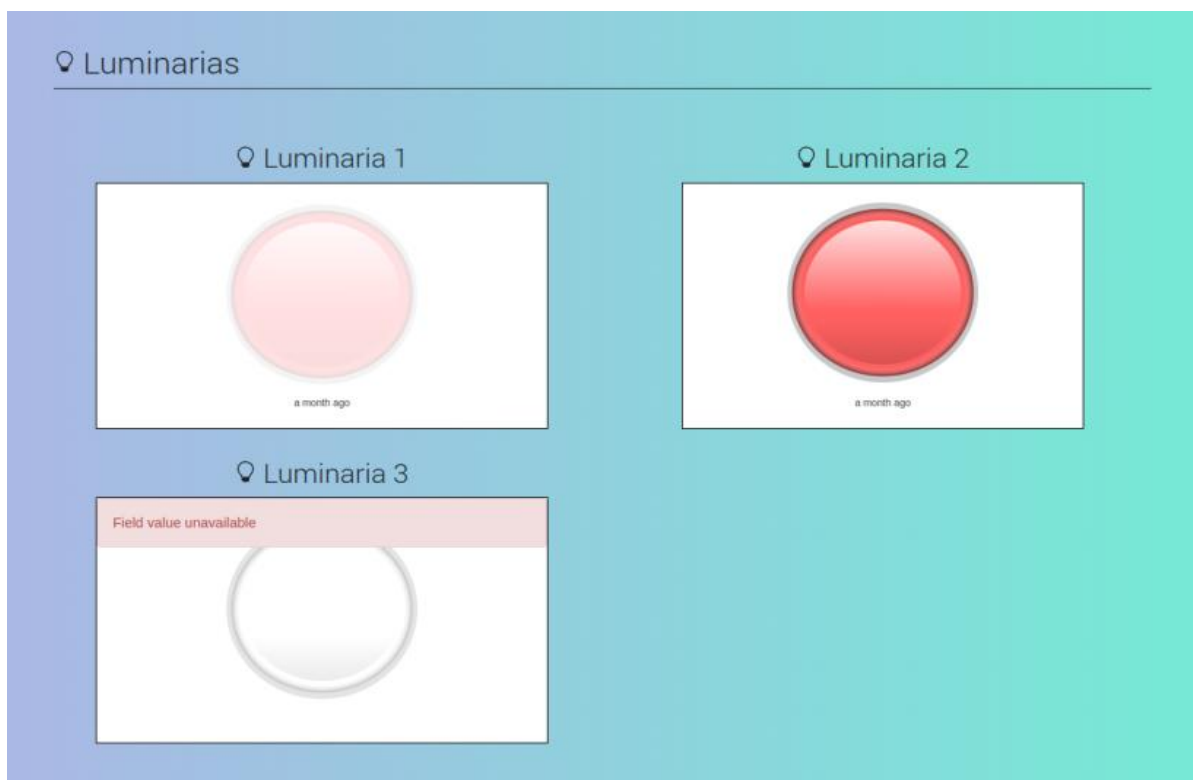 Luminarias
Luminaria 1
Luminaria 2
a month ago
a month ago
Luminaria 3
Field value unavailable